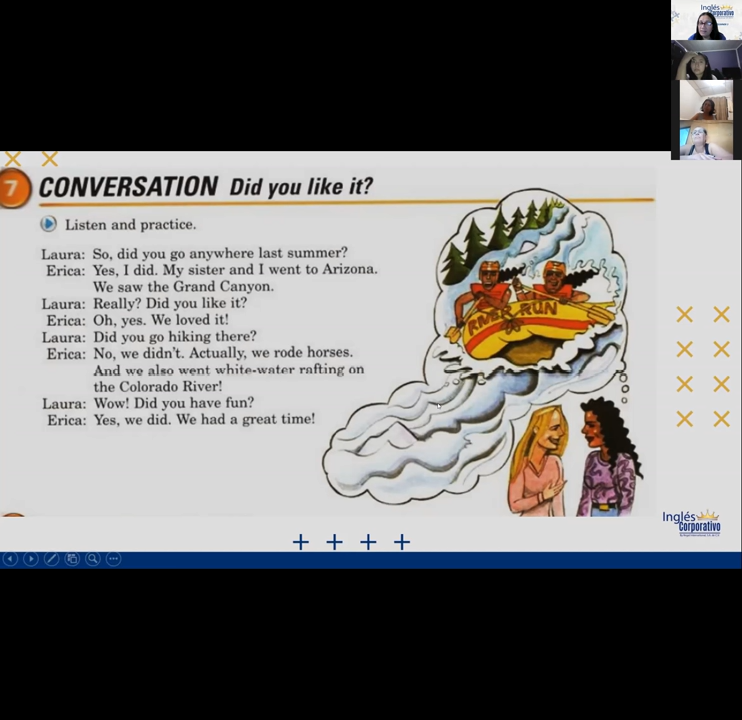 Inglés
Corporativo
7 CONVERSATION Did you like it?
Listen and practice.
Laura: So, did you go anywhere last summer?
Erica: Yes, I did. My sister and I went to Arizona.
We saw the Grand Canyon.
Laura: Really? Did you like it?
Erica: Oh, yes. We loved it!
Laura: Did you go hiking there?
Erica: No, we didn't. Actually, we rode horses.
And we also went white-water rafting on
the Colorado River!
Laura: Wow! Did you have fun?
Erica: Yes, we did. We had a great time!
RIVER RUN
Inglés
Corporativo